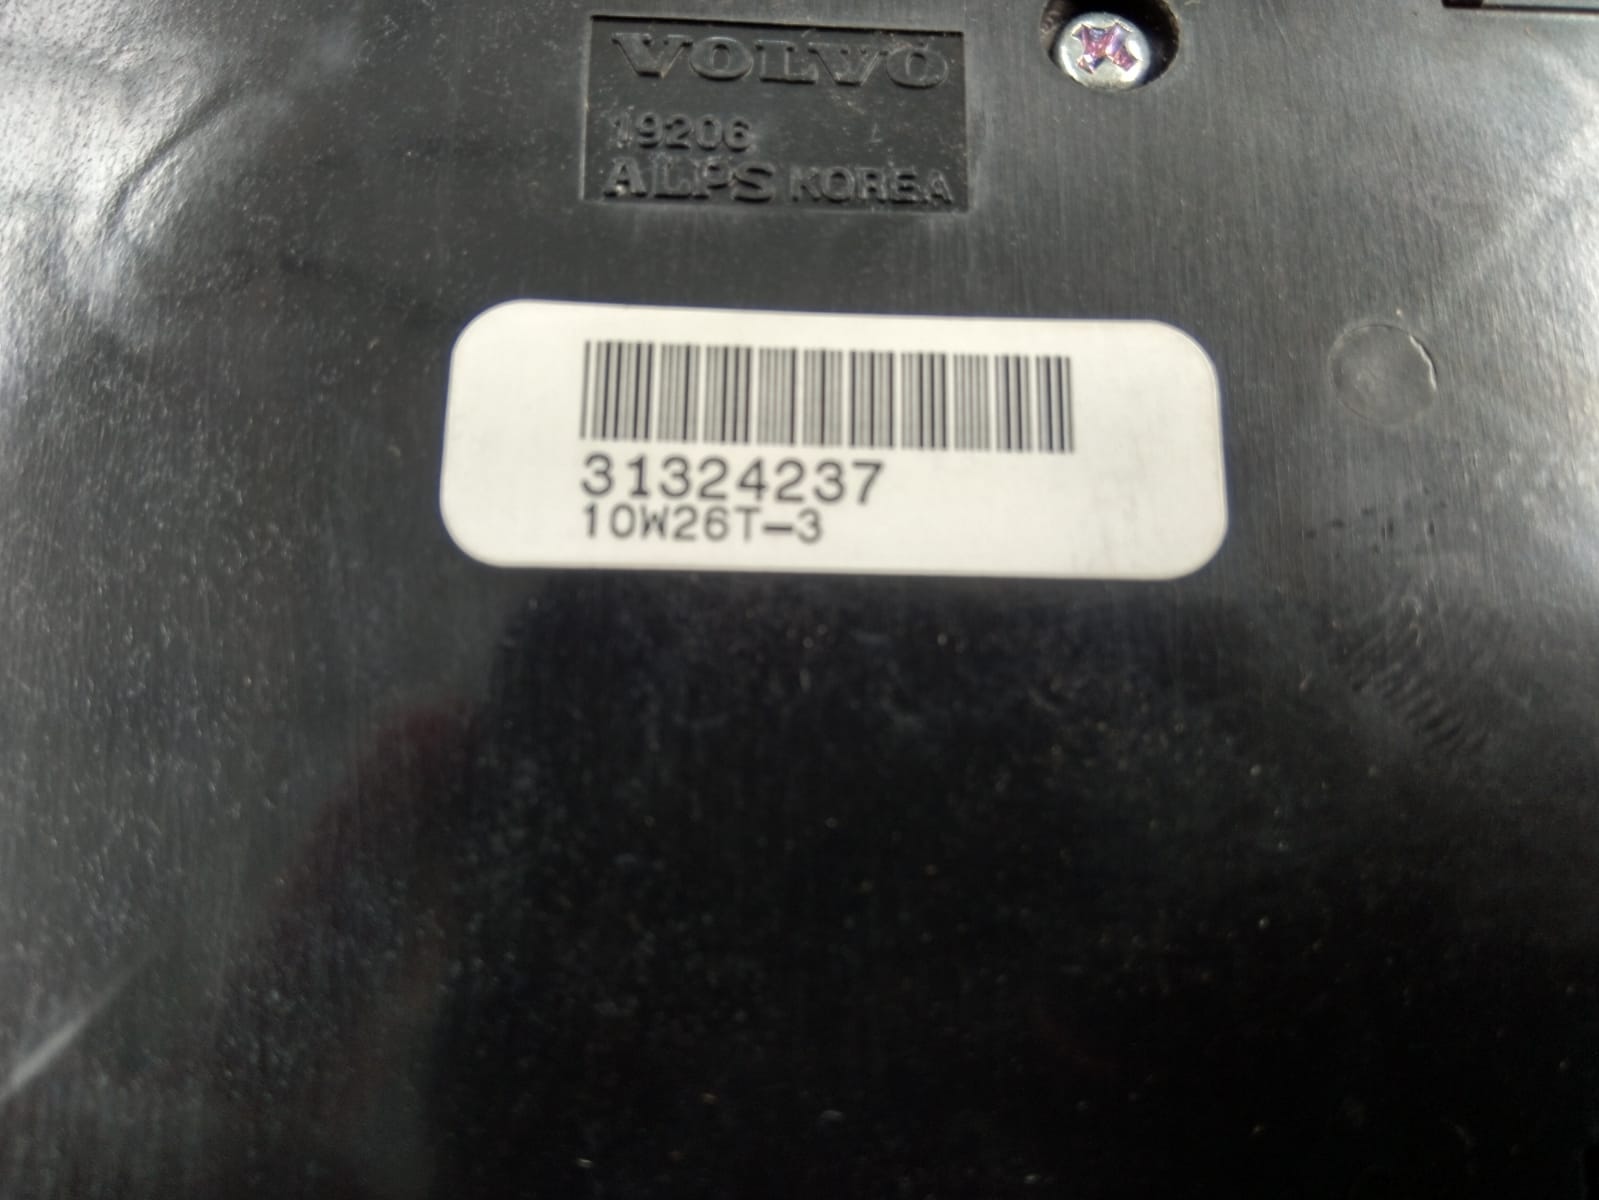 VOLVO
19206
ALPS KOREA
31324237
10W26T-3